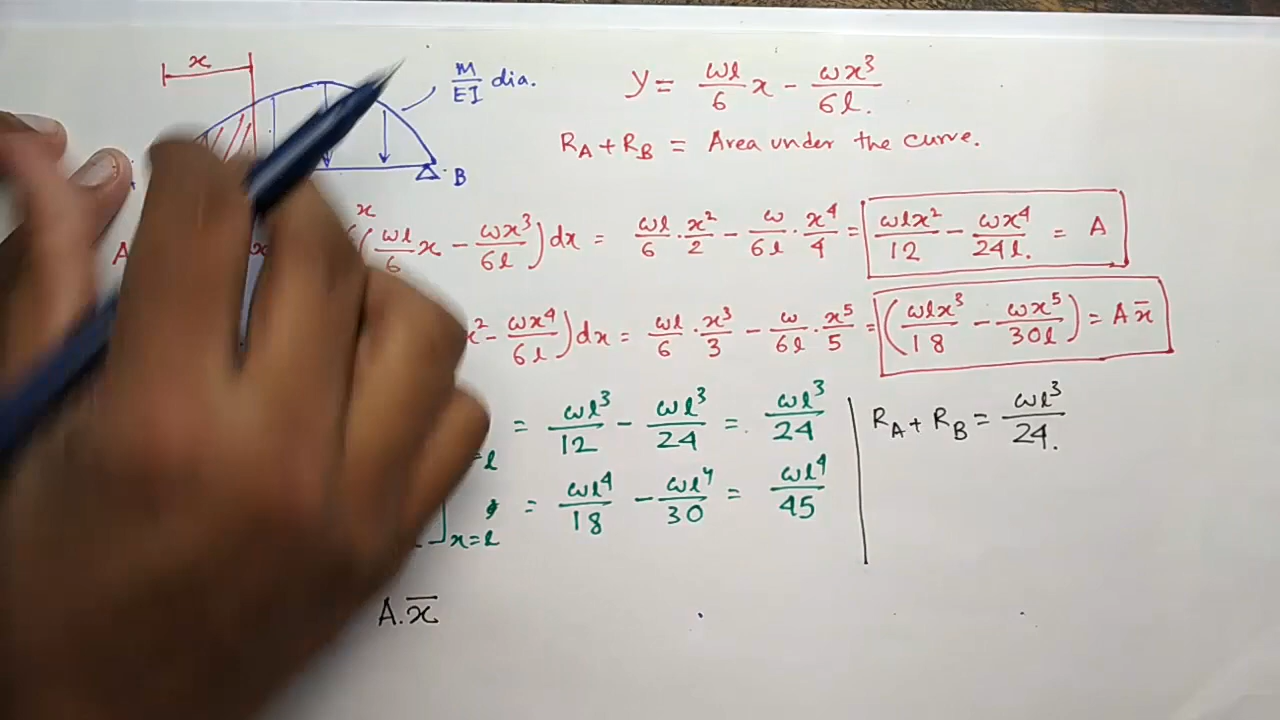 x
M/EI dia.
B
y = ωl/6 x - ωx³/6l.
R_A + R_B = Area under the curve.
A
x
(ωl/6 x - ωx³/6l) dx = ωl/6 · x²/2 - ω/6l · x⁴/4 = ωlx²/12 - ωx⁴/24l. = A
x² - ωx⁴/6l) dx = ωl/6 · x³/3 - ω/6l · x⁵/5 = (ωlx³/18 - ωx⁵/30l) = A x̄
=l = ωl³/12 - ωl³/24 = ωl³/24
]x=l = ωl⁴/18 - ωl⁴/30 = ωl⁴/45
R_A + R_B = ωl³/24.
A.x̄